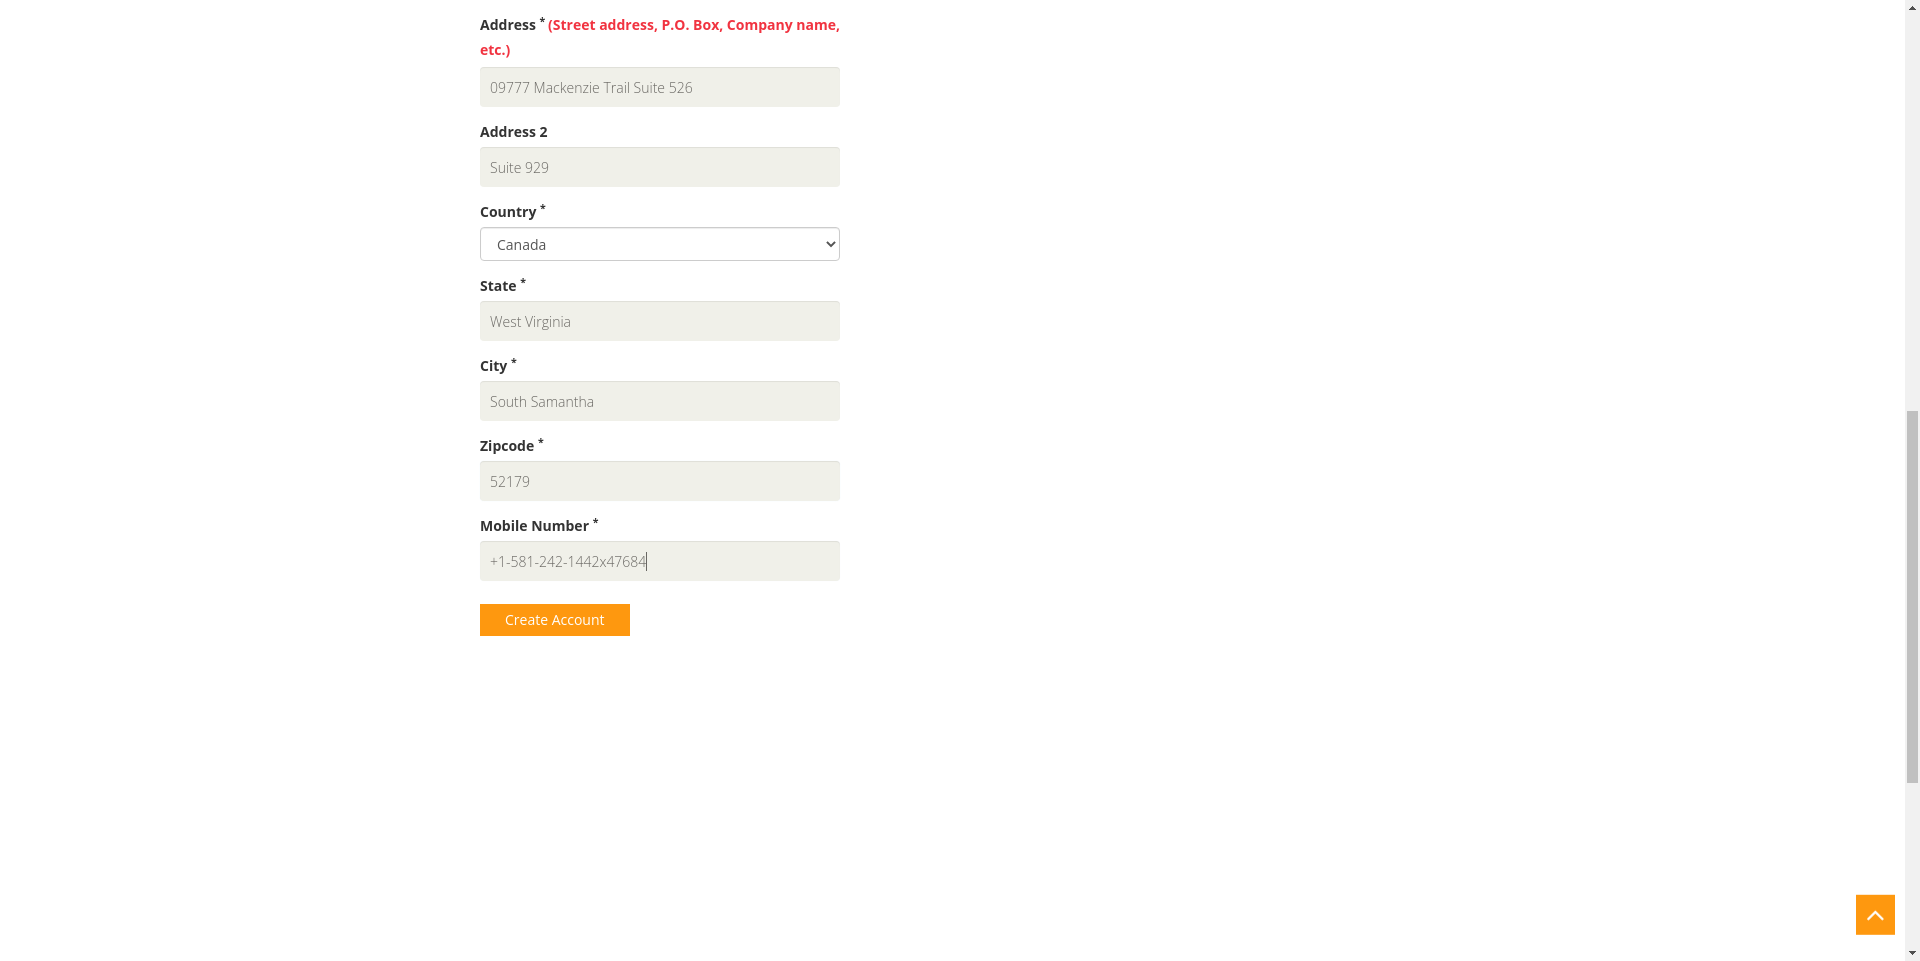 Address * (Street address, P.O. Box, Company name,
etc.)
09777 Mackenzie Trail Suite 526
Address 2
Suite 929
Country *
Canada
State *
West Virginia
City *
South Samantha
Zipcode *
52179
Mobile Number *
+1-581-242-1442x47684
Create Account